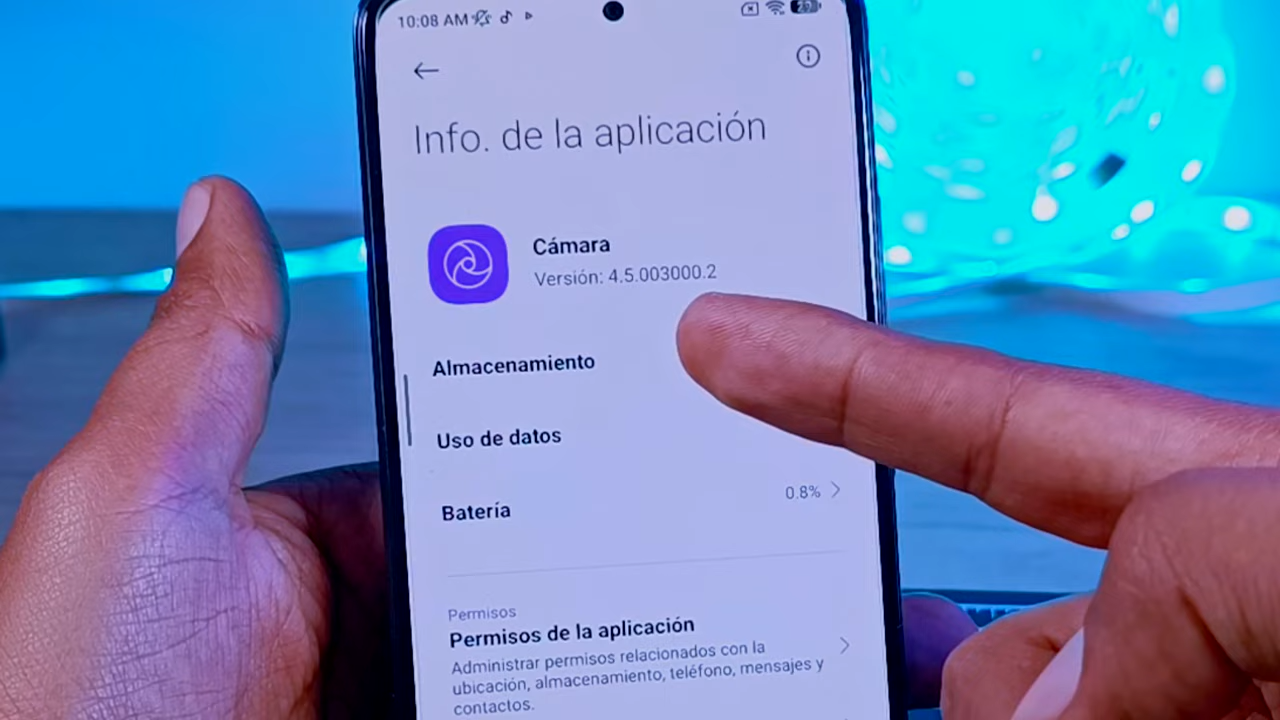 10:08 AM
Info. de la aplicación
Cámara
Versión: 4.5.003000.2
Almacenamiento
Uso de datos
Batería
0.8%
Permisos
Permisos de la aplicación
Administrar permisos relacionados con la
ubicación, almacenamiento, teléfono, mensajes y
contactos.